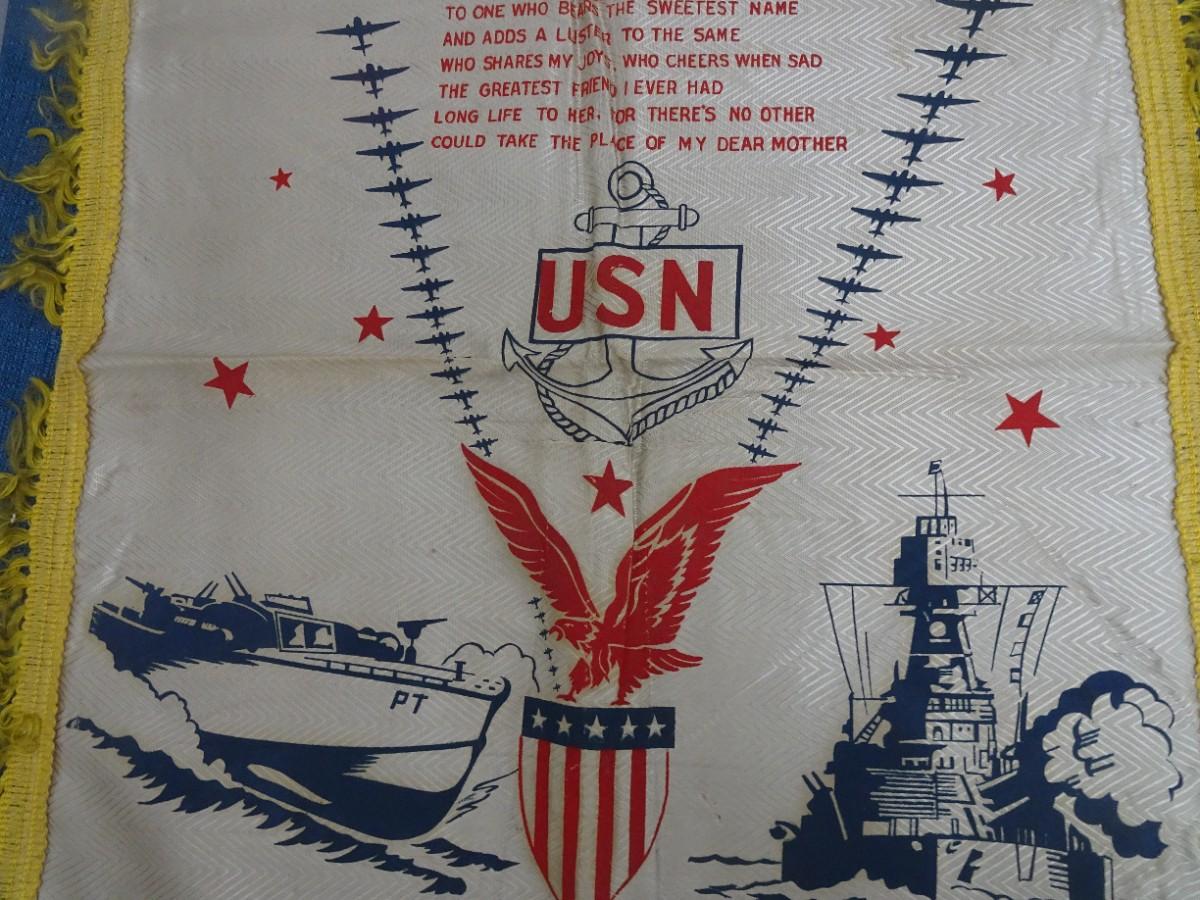 TO ONE WHO BEARS THE SWEETEST NAME
AND ADDS A LUSTER TO THE SAME
WHO SHARES MY JOYS, WHO CHEERS WHEN SAD
THE GREATEST FRIEND I EVER HAD
LONG LIFE TO HER, FOR THERE'S NO OTHER
COULD TAKE THE PLACE OF MY DEAR MOTHER
USN
PT